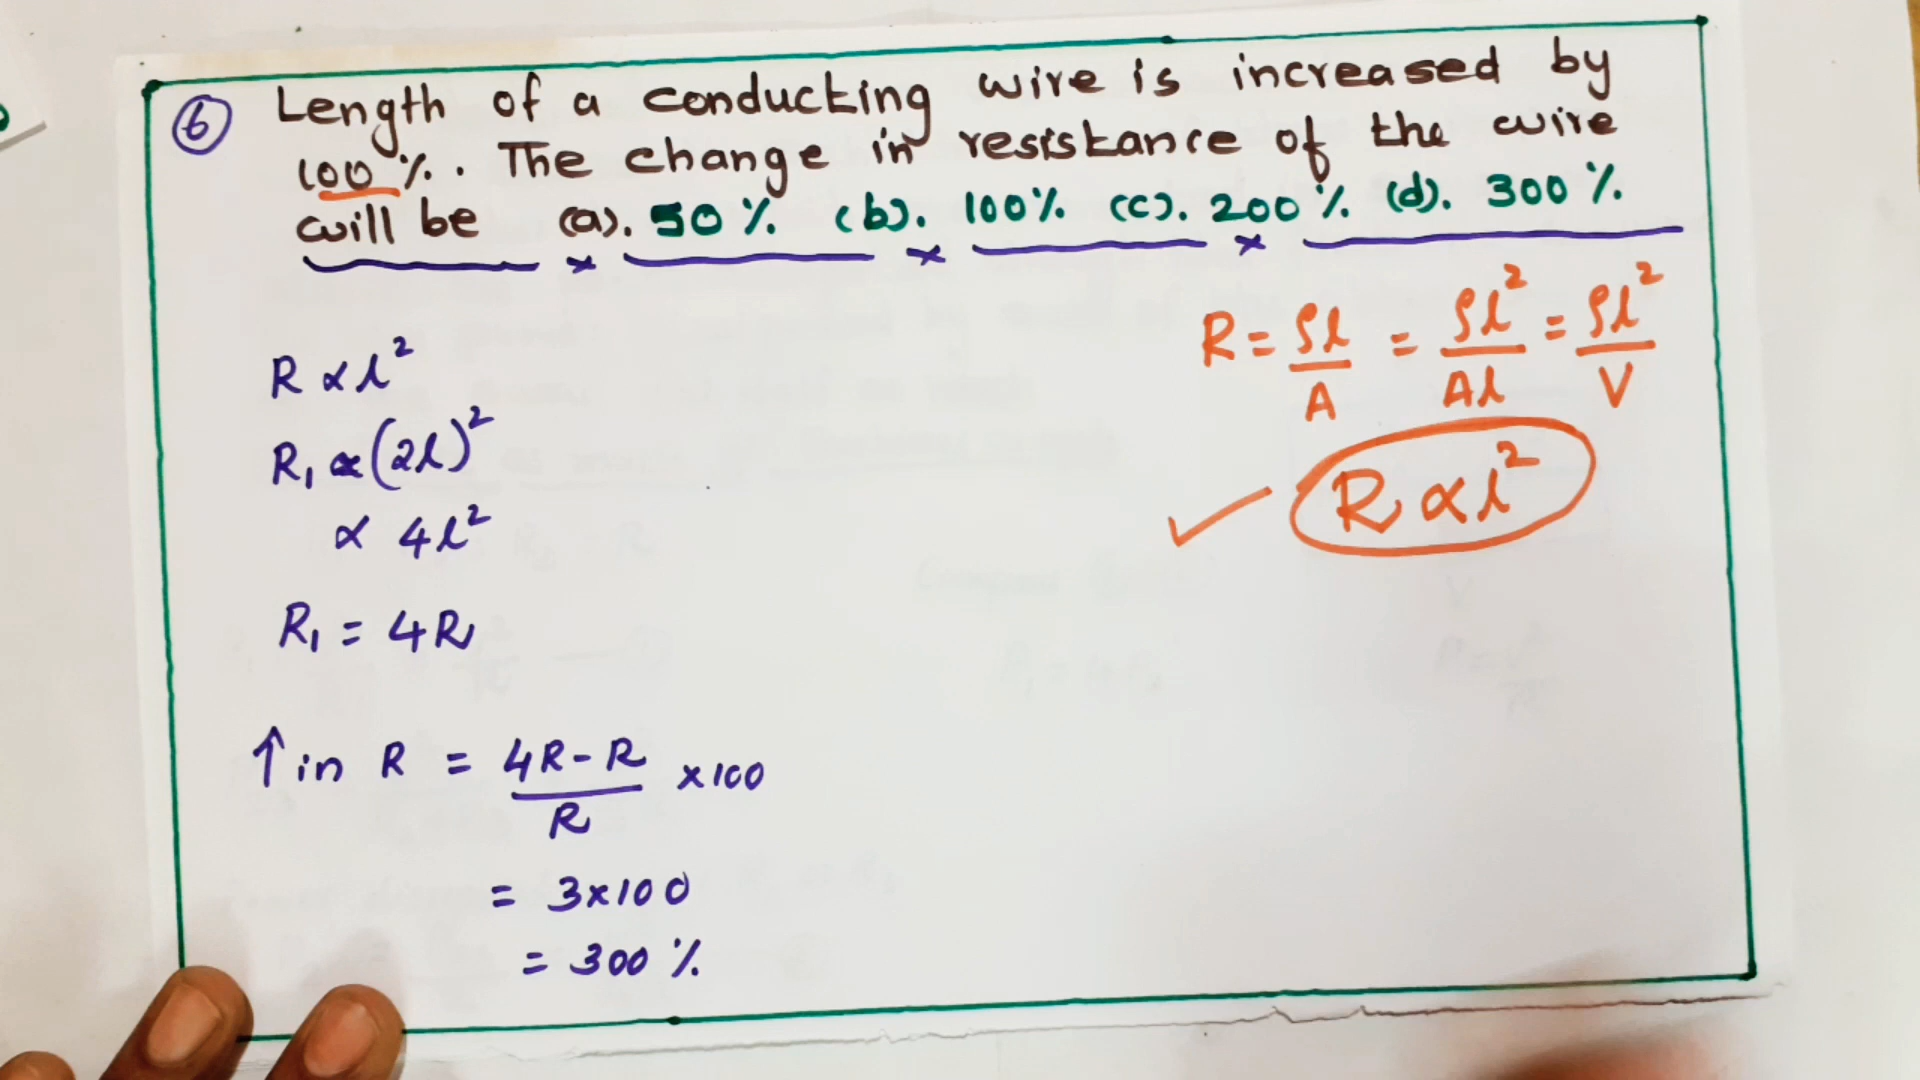 6 Length of a conducting wire is increased by
100 %. The change in resistance of the wire
will be (a). 50 % (b). 100% (c). 200 % (d). 300 %
R = ρl/A = ρl²/Al = ρl²/V
R ∝ l²
R ∝ l²
R₁ ∝ (2l)²
∝ 4l²
R₁ = 4R
↑ in R = 4R-R/R × 100
= 3×100
= 300 %